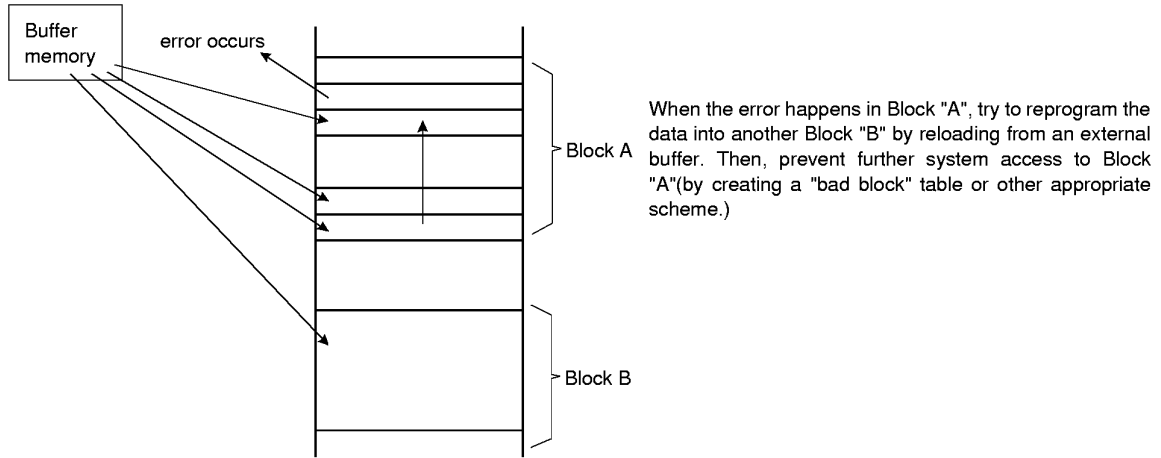 Buffer
memory
error occurs
Block A
When the error happens in Block "A", try to reprogram the
data into another Block "B" by reloading from an external
buffer. Then, prevent further system access to Block
"A"(by creating a "bad block" table or other appropriate
scheme.)
Block B